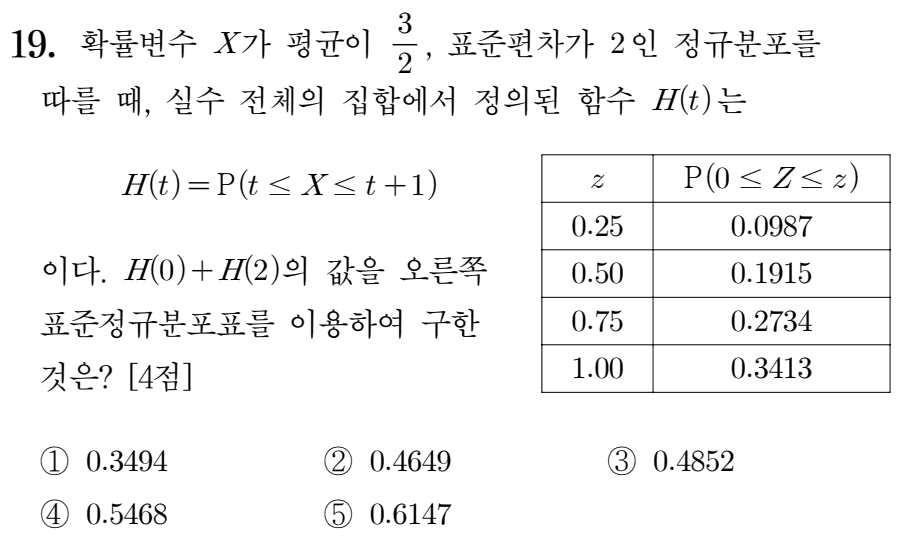 19. 확률변수 X가 평균이 3/2, 표준편차가 2인 정규분포를
따를 때, 실수 전체의 집합에서 정의된 함수 H(t)는
H(t)=P(t≤X≤t+1)
이다. H(0)+H(2)의 값을 오른쪽
표준정규분포표를 이용하여 구한
것은? [4점]
z P(0≤Z≤z)
0.25 0.0987
0.50 0.1915
0.75 0.2734
1.00 0.3413
① 0.3494 ② 0.4649 ③ 0.4852
④ 0.5468 ⑤ 0.6147